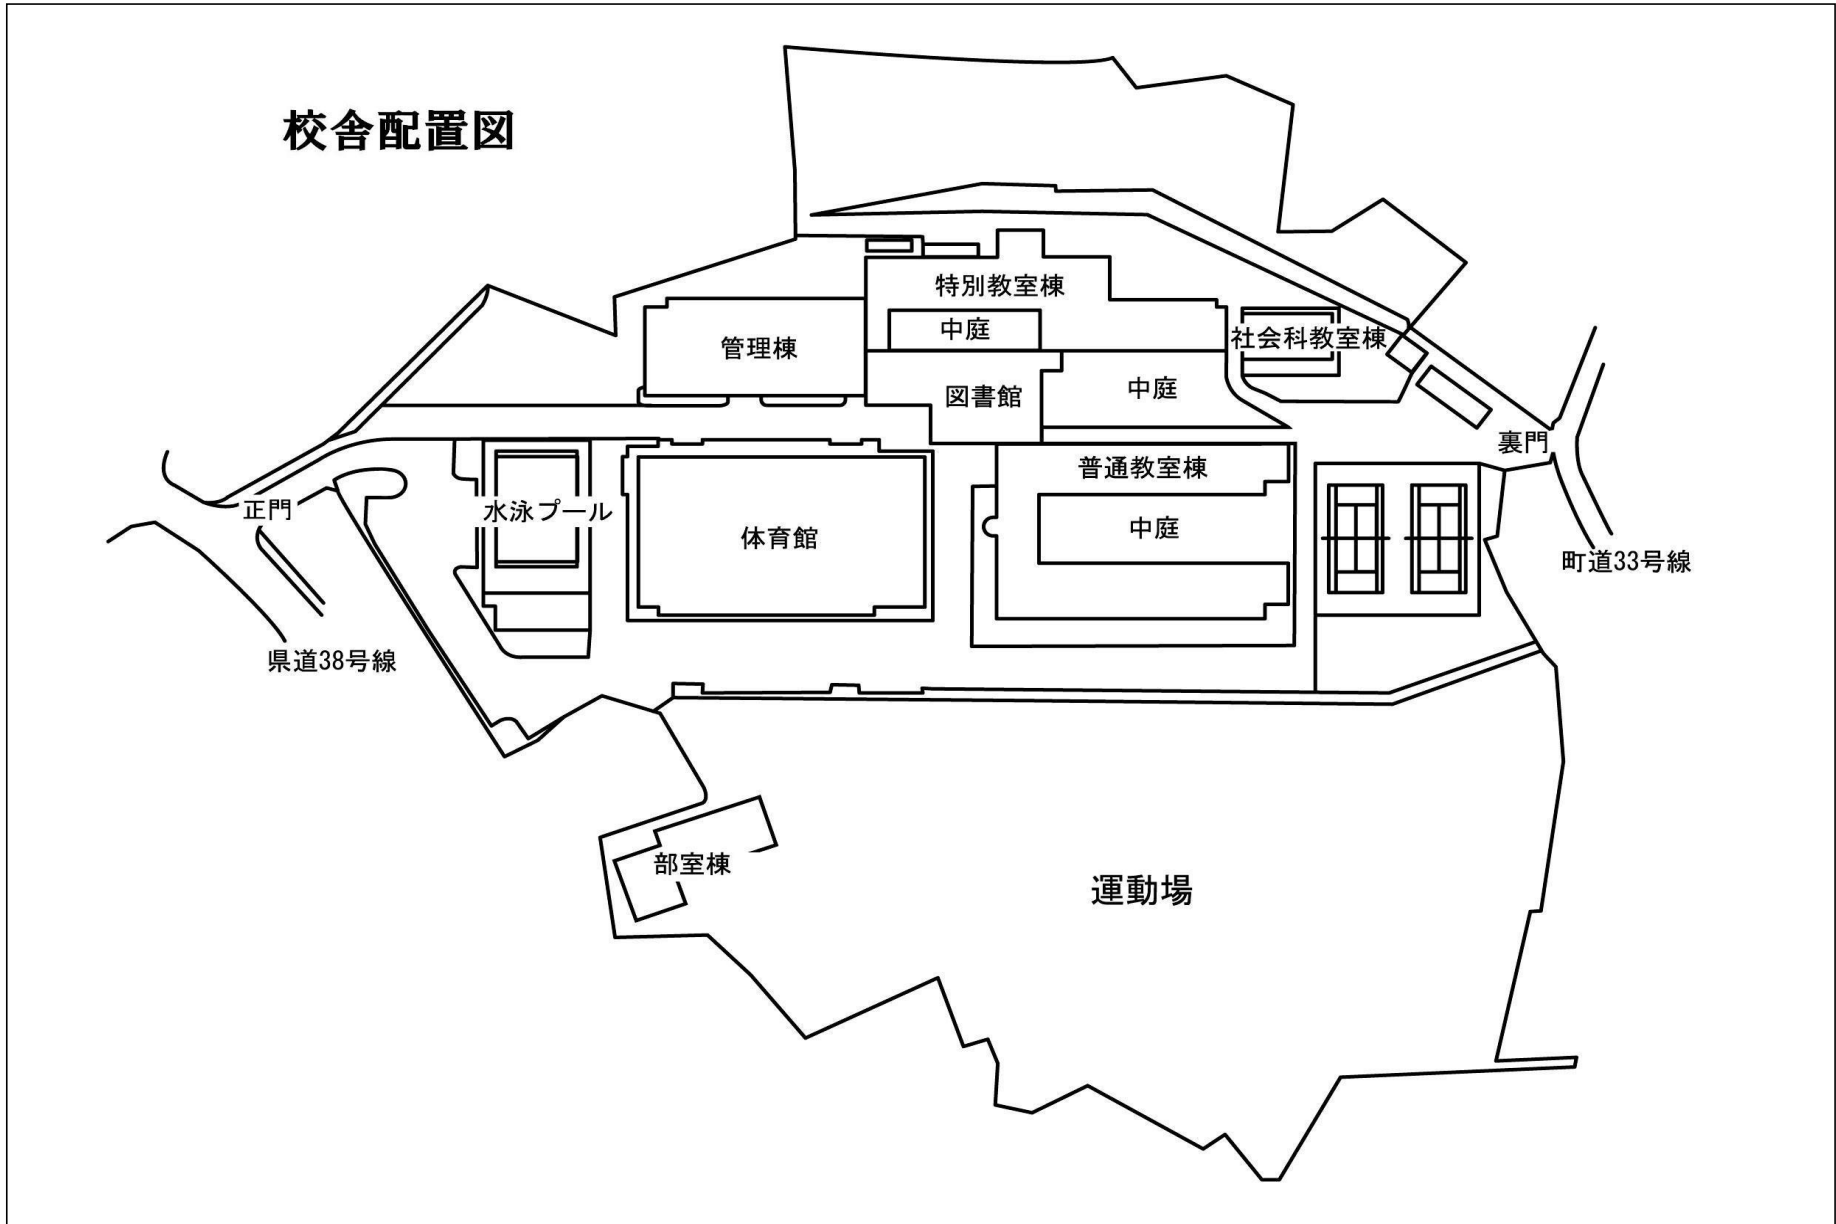 校舎配置図
特別教室棟
中庭
社会科教室棟
管理棟
中庭
図書館
裏門
普通教室棟
正門
水泳プール
体育館
中庭
町道33号線
県道38号線
部室棟
運動場